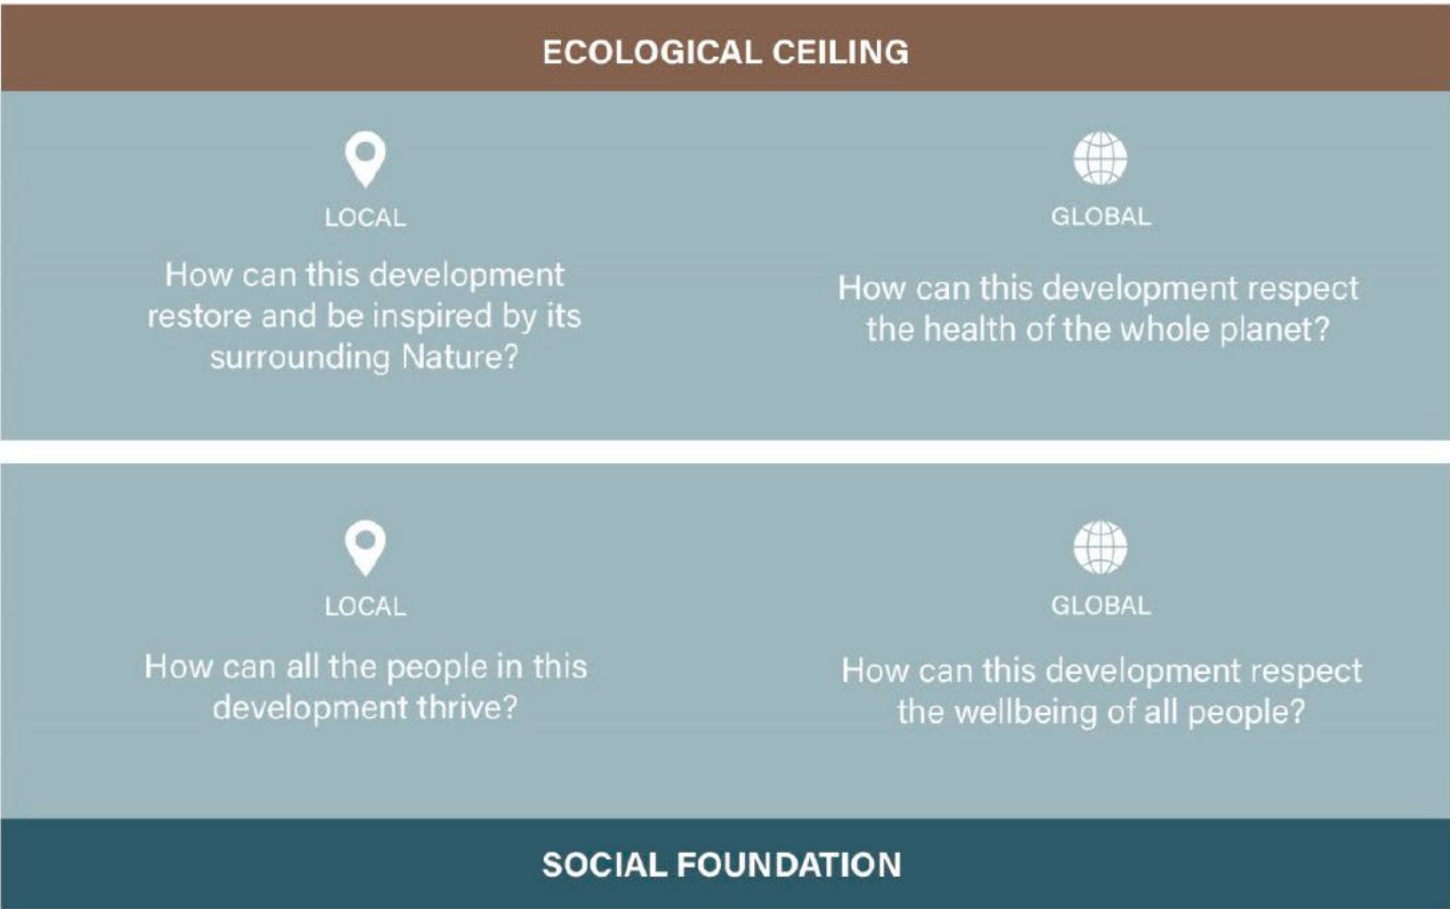 ECOLOGICAL CEILING
LOCAL
How can this development
restore and be inspired by its
surrounding Nature?
GLOBAL
How can this development respect
the health of the whole planet?
LOCAL
How can all the people in this
development thrive?
GLOBAL
How can this development respect
the wellbeing of all people?
SOCIAL FOUNDATION